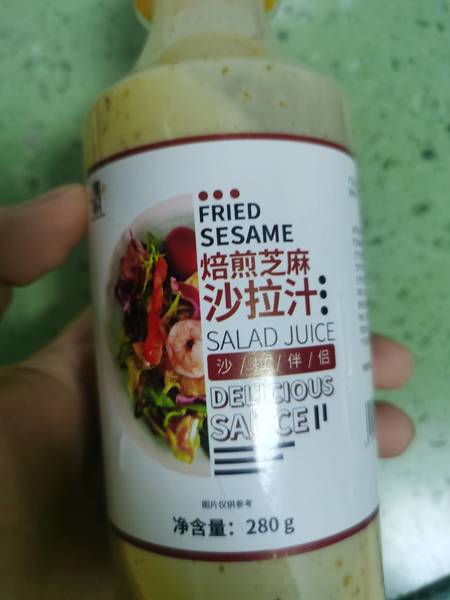 FRIED
SESAME
焙煎芝麻
沙拉汁
SALAD JUICE
沙/拉/伴/侣
DELICIOUS
SAUCE
图片仅供参考
净含量：280g